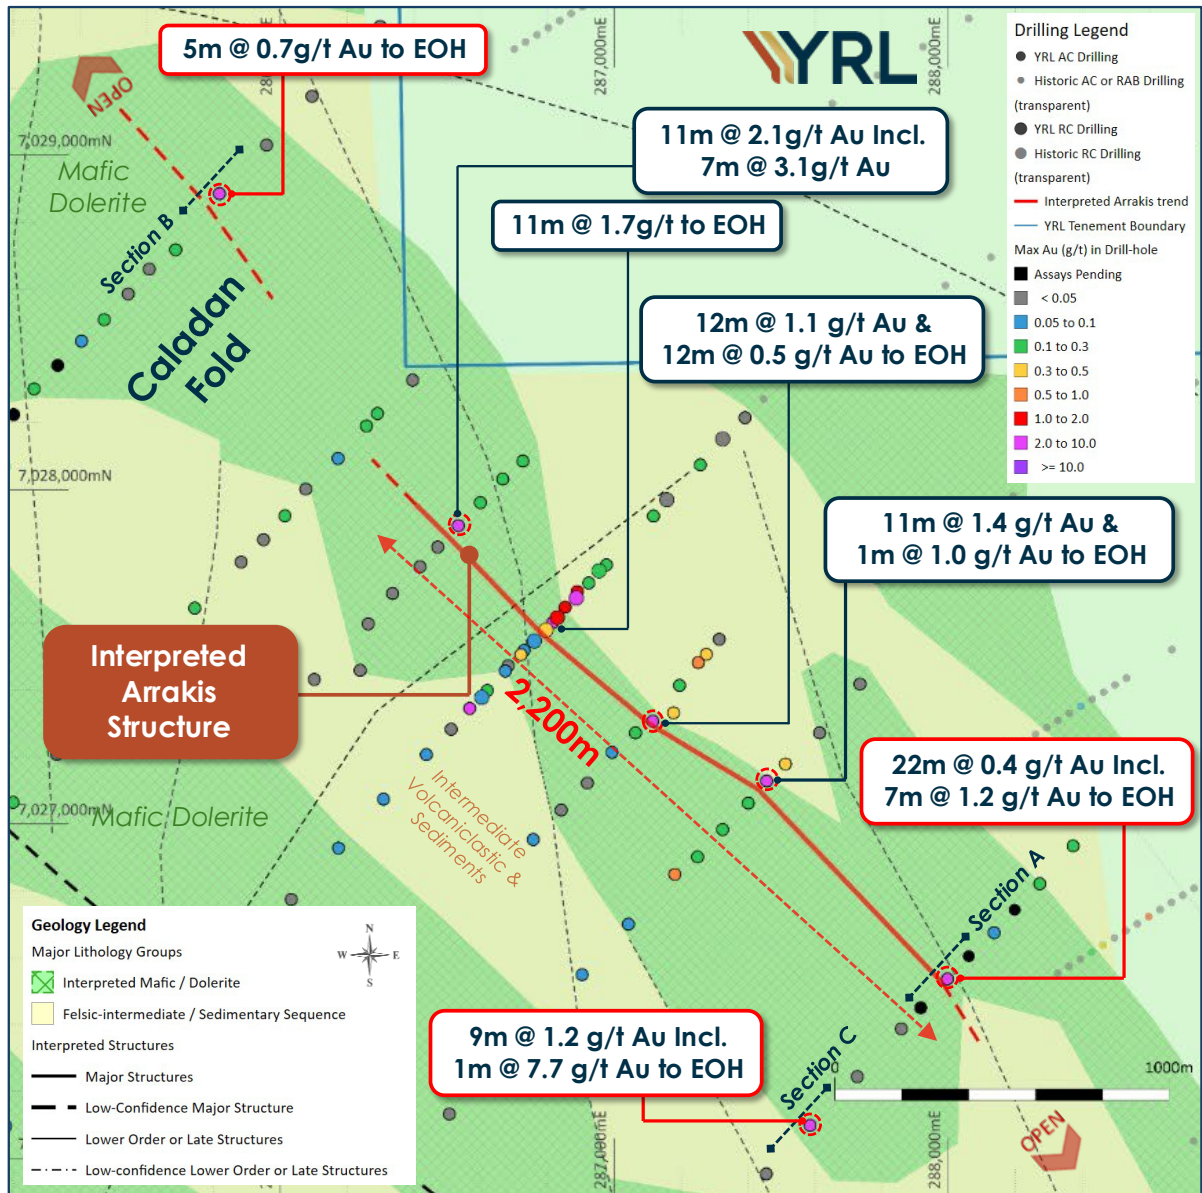 5m @ 0.7g/t Au to EOH
287,000mE
YRL
288,000mE
Drilling Legend
YRL AC Drilling
Historic AC or RAB Drilling
(transparent)
YRL RC Drilling
Historic RC Drilling
(transparent)
Interpreted Arrakis trend
YRL Tenement Boundary
Max Au (g/t) in Drill-hole
Assays Pending
< 0.05
0.05 to 0.1
0.1 to 0.3
0.3 to 0.5
0.5 to 1.0
1.0 to 2.0
2.0 to 10.0
>= 10.0
OPEN
7,029,000mN
Mafic
Dolerite
11m @ 2.1g/t Au Incl.
7m @ 3.1g/t Au
11m @ 1.7g/t to EOH
Section B
Caladan
Fold
12m @ 1.1 g/t Au &
12m @ 0.5 g/t Au to EOH
7,028,000mN
11m @ 1.4 g/t Au &
1m @ 1.0 g/t Au to EOH
Interpreted
Arrakis
Structure
2,200m
22m @ 0.4 g/t Au Incl.
7m @ 1.2 g/t Au to EOH
7,027,000mN
Mafic Dolerite
Intermediate
Volcaniclastic &
Sediments
Section A
Geology Legend
Major Lithology Groups
Interpreted Mafic / Dolerite
Felsic-intermediate / Sedimentary Sequence
Interpreted Structures
Major Structures
Low-Confidence Major Structure
Lower Order or Late Structures
Low-confidence Lower Order or Late Structures
N
W
E
S
9m @ 1.2 g/t Au Incl.
1m @ 7.7 g/t Au to EOH
Section C
0
1000m
OPEN
287,000mE
288,000mE